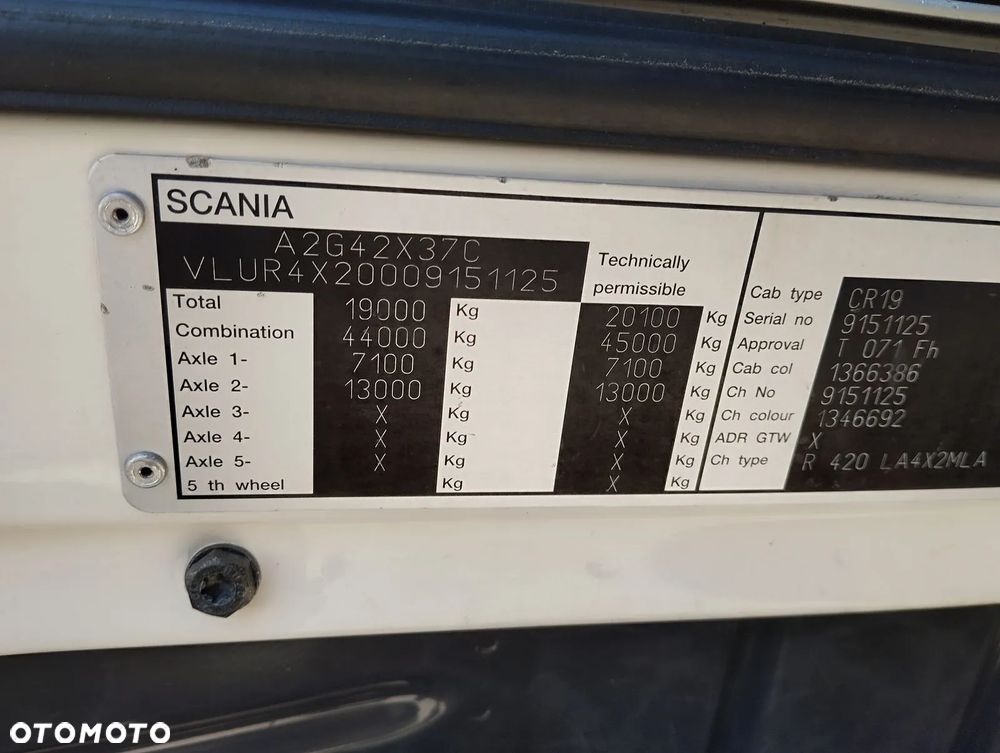 SCANIA
A2G42X37C
VLUR4X20009151125
Technically
permissible
Total 19000 Kg 20100 Kg
Combination 44000 Kg 45000 Kg
Axle 1- 7100 Kg 7100 Kg
Axle 2- 13000 Kg 13000 Kg
Axle 3- X Kg X Kg
Axle 4- X Kg X Kg
Axle 5- X Kg X Kg
5 th wheel Kg X Kg
Cab type CR19
Serial no 9151125
Approval T 071 Fh
Cab col 1366386
Ch No 9151125
Ch colour 1346692
ADR GTW X
Ch type R 420 LA4X2MLA
OTOMOTO